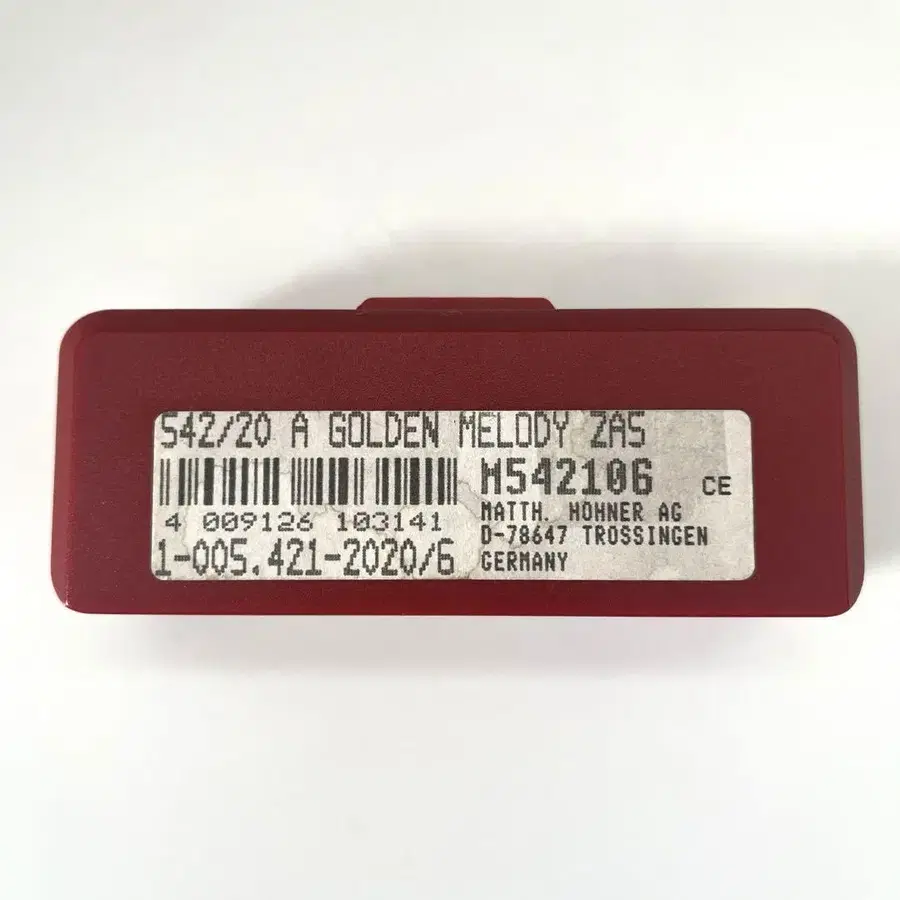 542/20 A GOLDEN MELODY ZAS
M542106 CE
4 009126 103141
MATTH. HOHNER AG
D-78647 TROSSINGEN
1-005.421-2020/6
GERMANY